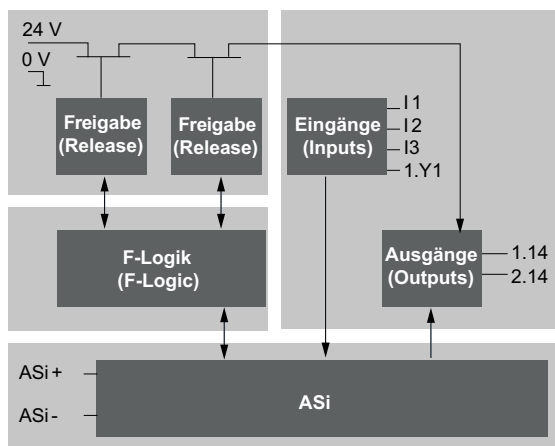 24 V
0 V
Freigabe
(Release)
Freigabe
(Release)
Eingänge
(Inputs)
I1
I2
I3
1.Y1
F-Logik
(F-Logic)
Ausgänge
(Outputs)
1.14
2.14
ASi+
ASi-
ASi